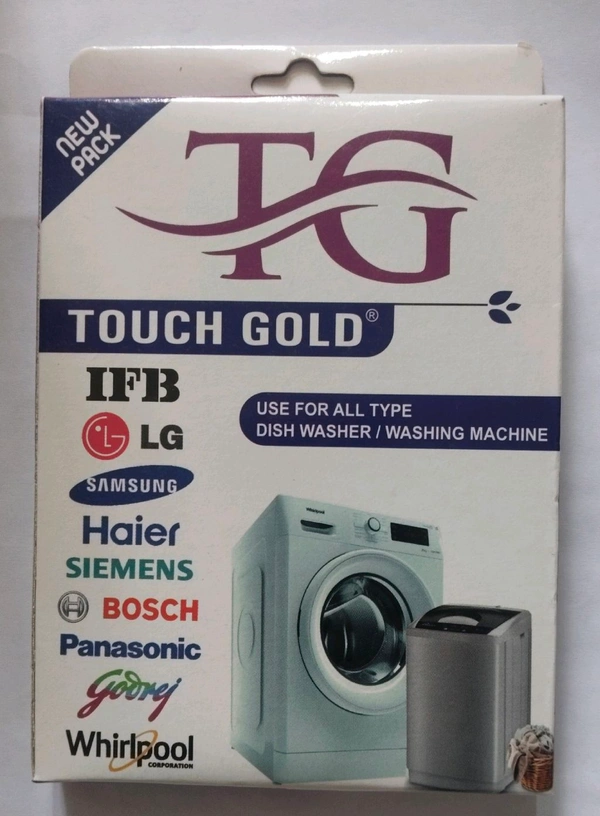 NEW
PACK
TG
TOUCH GOLD®
IFB
LG
SAMSUNG
Haier
SIEMENS
BOSCH
Panasonic
Godrej
Whirlpool
CORPORATION
USE FOR ALL TYPE
DISH WASHER / WASHING MACHINE
Whirlpool